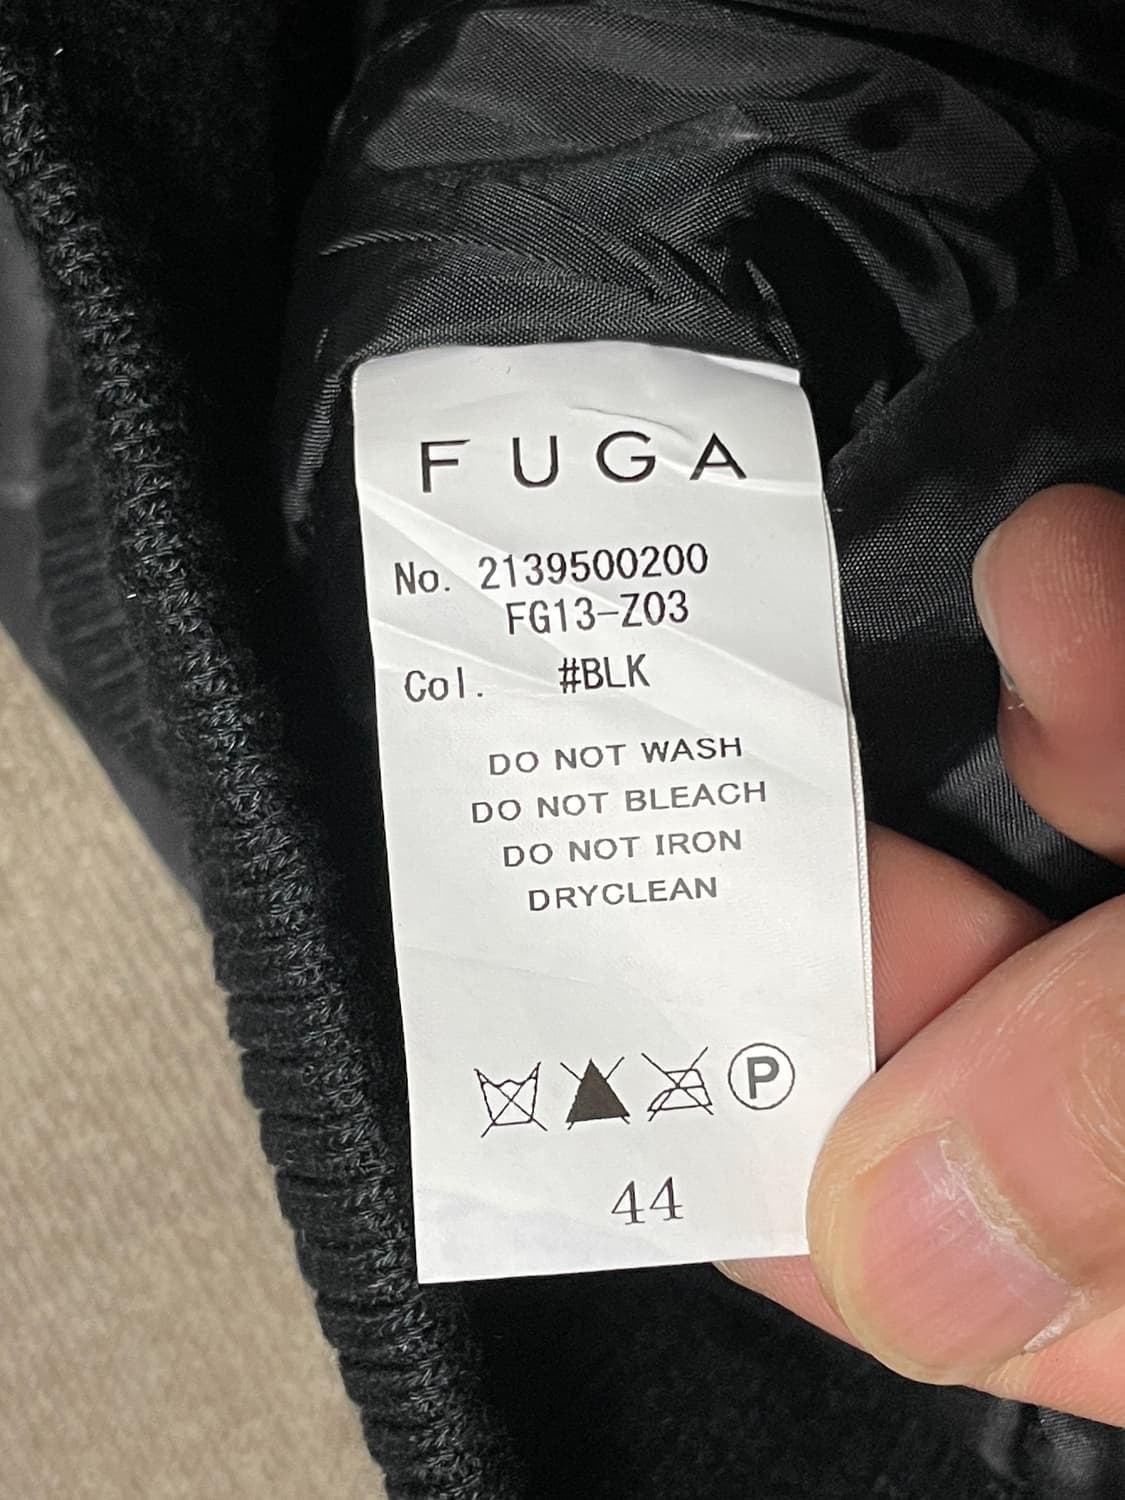 FUGA
No. 2139500200
FG13-Z03
Col. #BLK
DO NOT WASH
DO NOT BLEACH
DO NOT IRON
DRYCLEAN
P
44